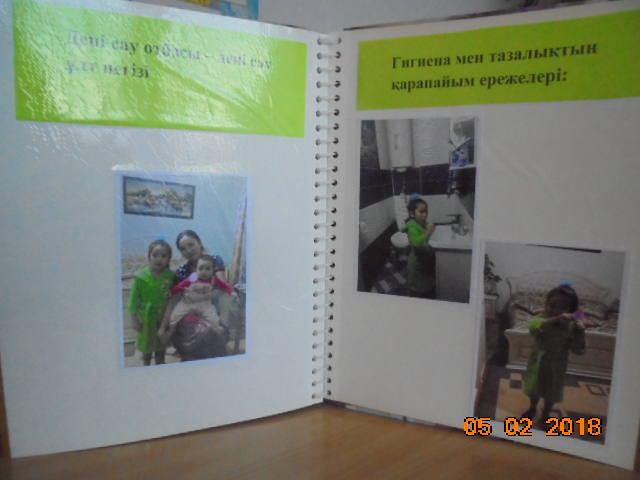 Дені сау отбасы – дені сау
ұлт негізі
Гигиена мен тазалықтың
қарапайым ережелері:
05 02 2018